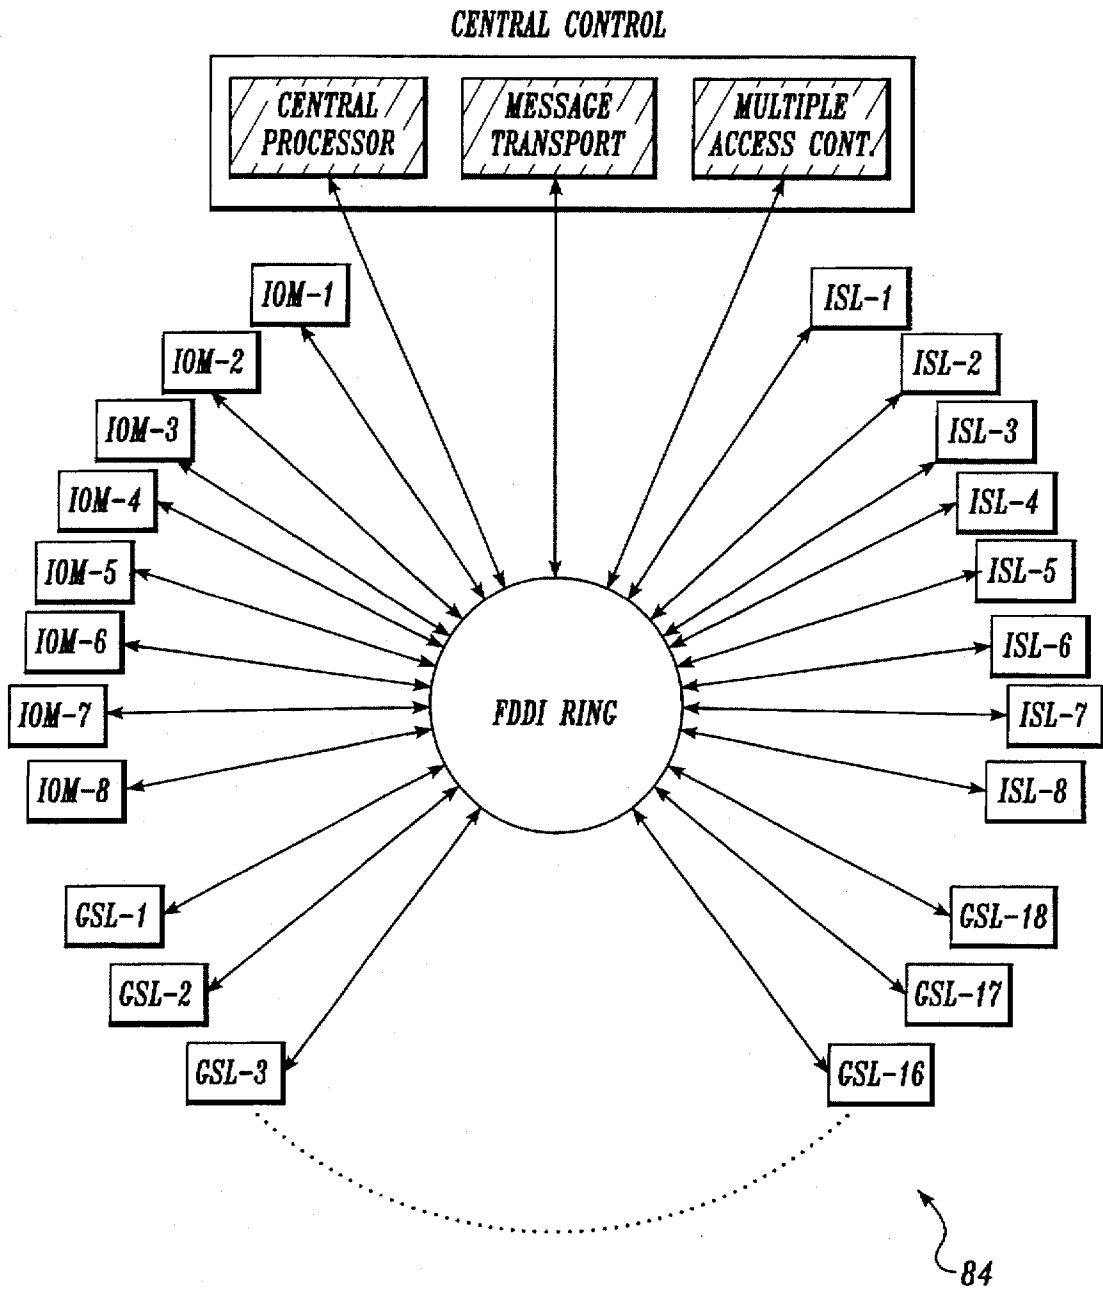 CENTRAL CONTROL
CENTRAL
PROCESSOR
MESSAGE
TRANSPORT
MULTIPLE
ACCESS CONT.
IOM-1
IOM-2
IOM-3
IOM-4
IOM-5
IOM-6
IOM-7
IOM-8
ISL-1
ISL-2
ISL-3
ISL-4
ISL-5
ISL-6
ISL-7
ISL-8
FDDI RING
GSL-1
GSL-2
GSL-3
GSL-18
GSL-17
GSL-16
84